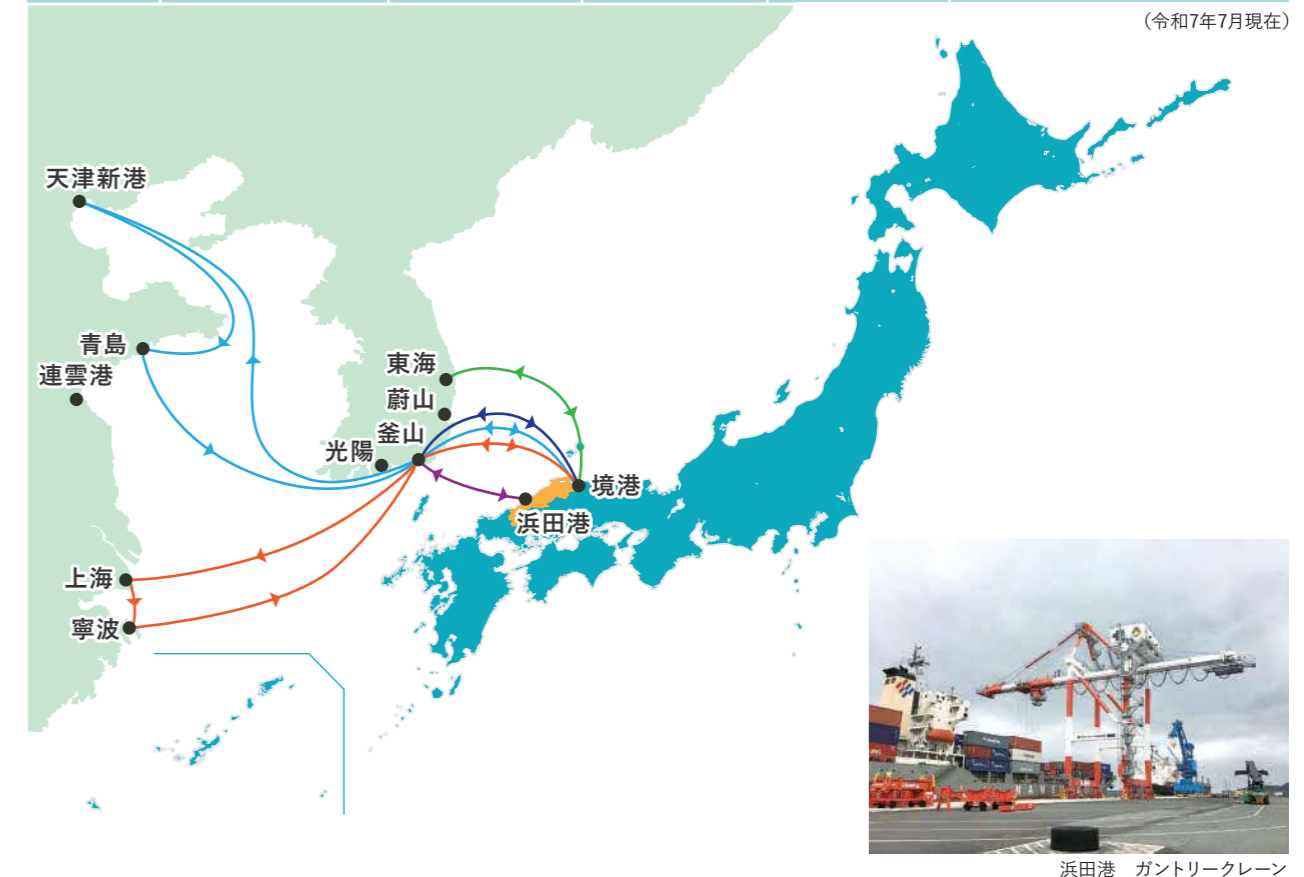 (令和7年7月現在)
天津新港
青島
連雲港
東海
蔚山
釜山
光陽
境港
浜田港
上海
寧波
浜田港 ガントリークレーン